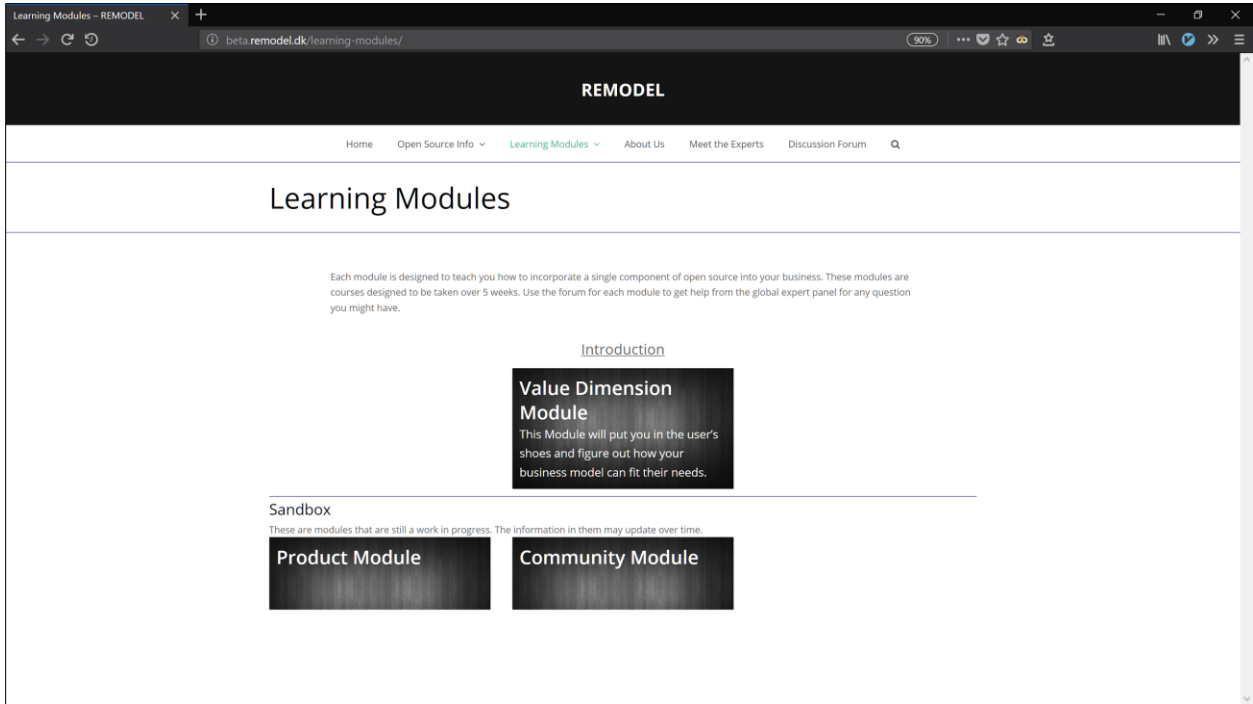 Learning Modules – REMODEL
beta.remodel.dk/learning-modules/
90%
REMODEL
Home Open Source Info Learning Modules About Us Meet the Experts Discussion Forum
Learning Modules
Each module is designed to teach you how to incorporate a single component of open source into your business. These modules are
courses designed to be taken over 5 weeks. Use the forum for each module to get help from the global expert panel for any question
you might have.
Introduction
Value Dimension
Module
This Module will put you in the user's
shoes and figure out how your
business model can fit their needs.
Sandbox
These are modules that are still a work in progress. The information in them may update over time.
Product Module
Community Module